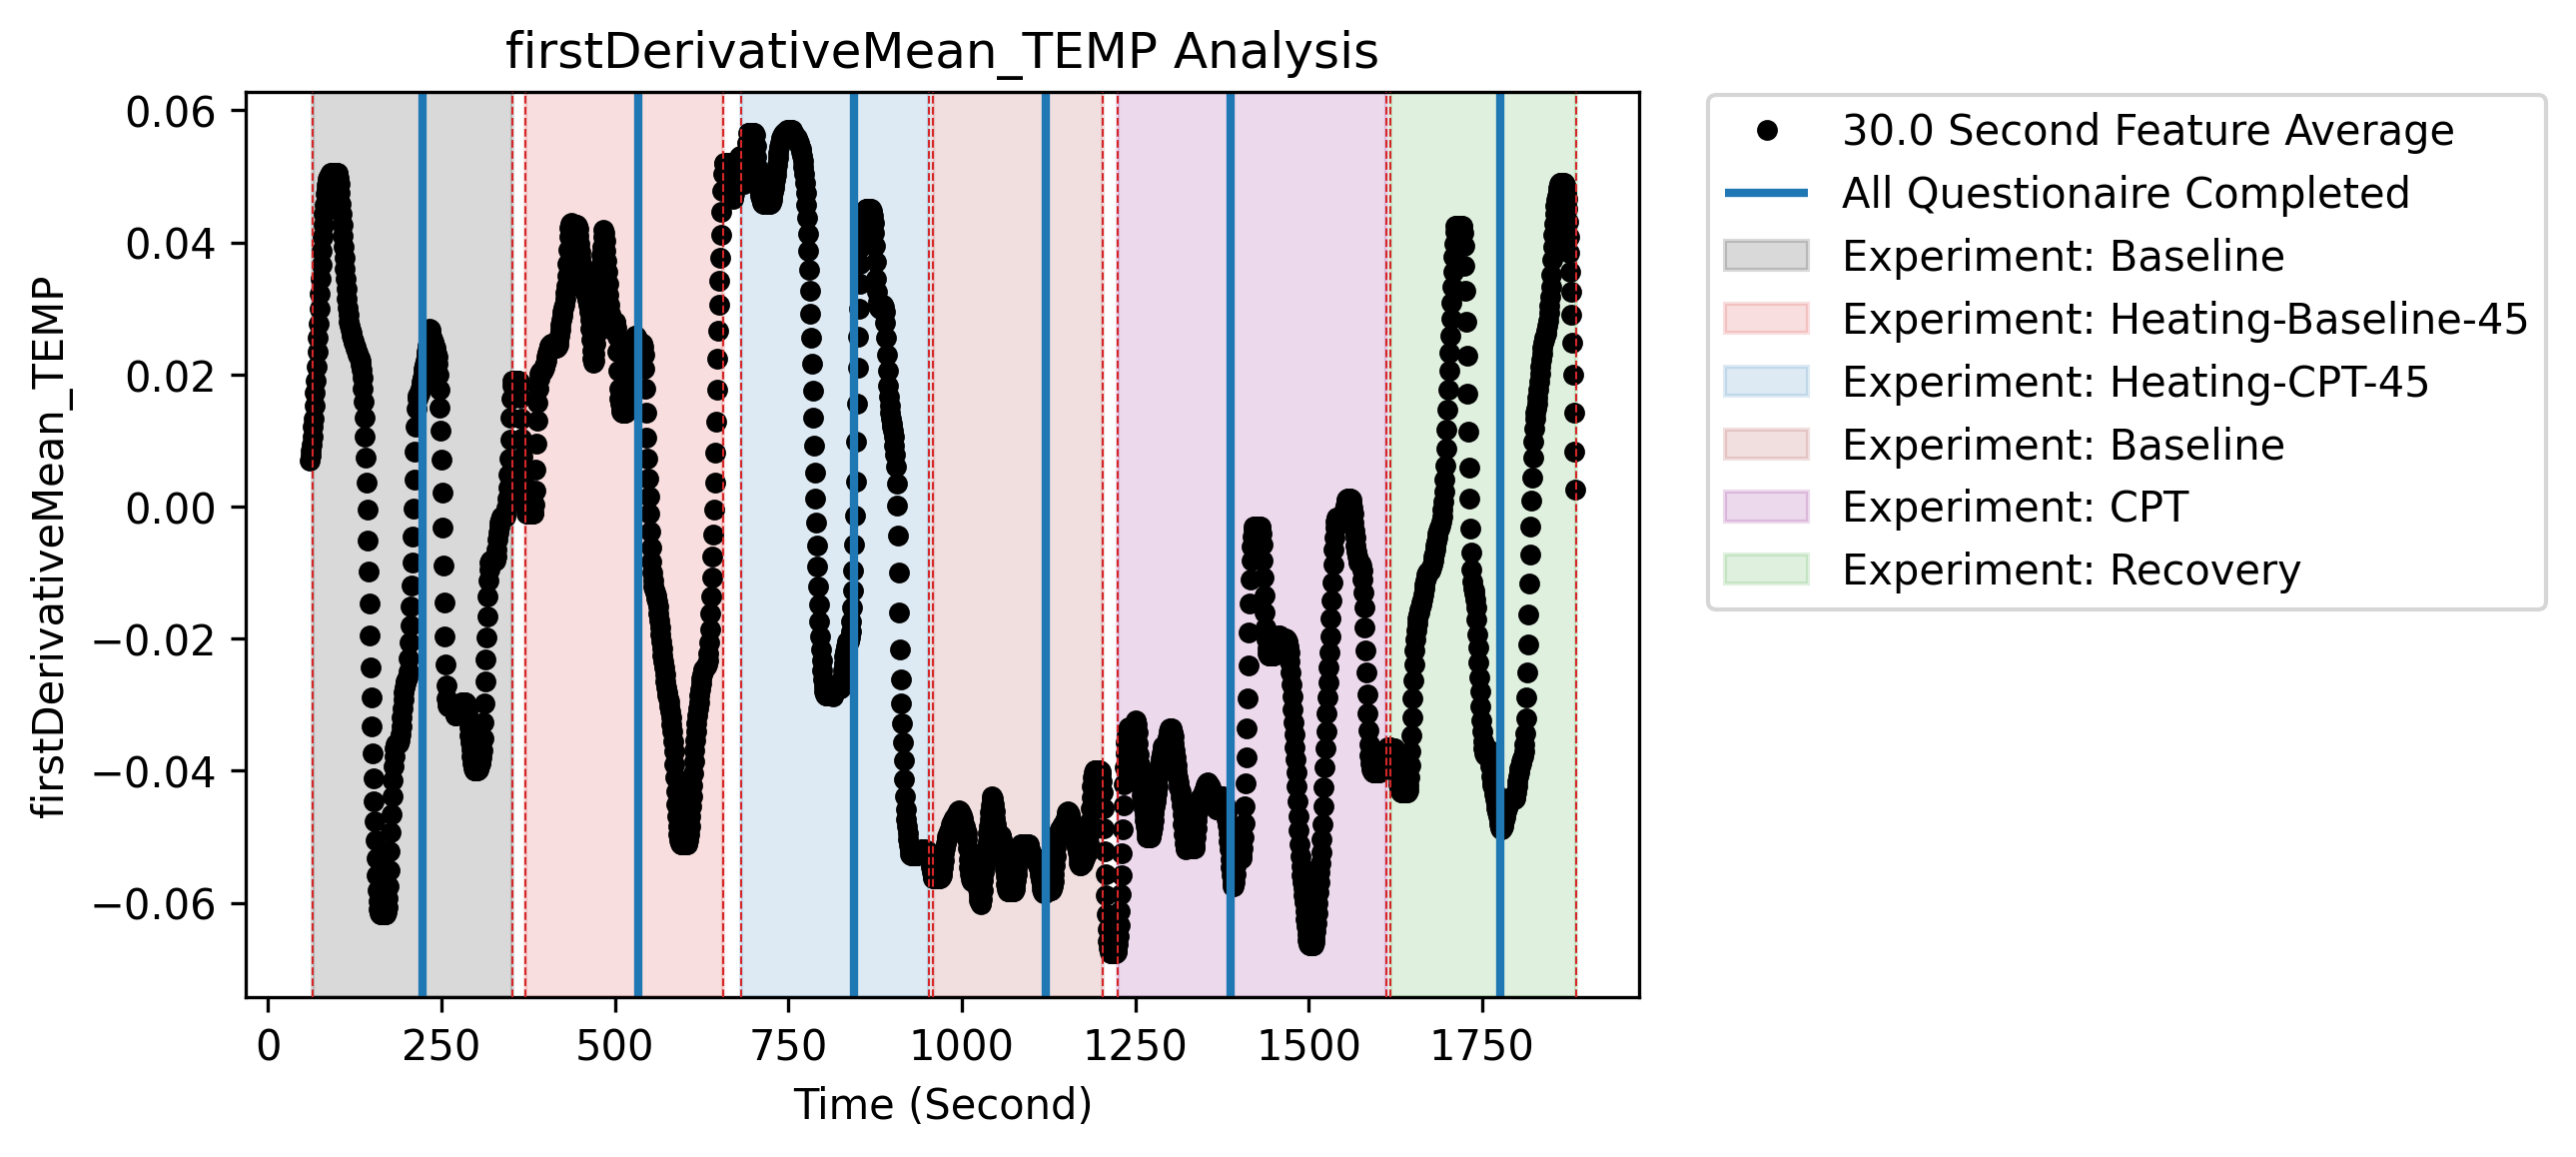 firstDerivativeMean_TEMP Analysis
firstDerivativeMean_TEMP
0.06
0.04
0.02
0.00
−0.02
−0.04
−0.06
0 250 500 750 1000 1250 1500 1750
Time (Second)
30.0 Second Feature Average
All Questionaire Completed
Experiment: Baseline
Experiment: Heating-Baseline-45
Experiment: Heating-CPT-45
Experiment: Baseline
Experiment: CPT
Experiment: Recovery